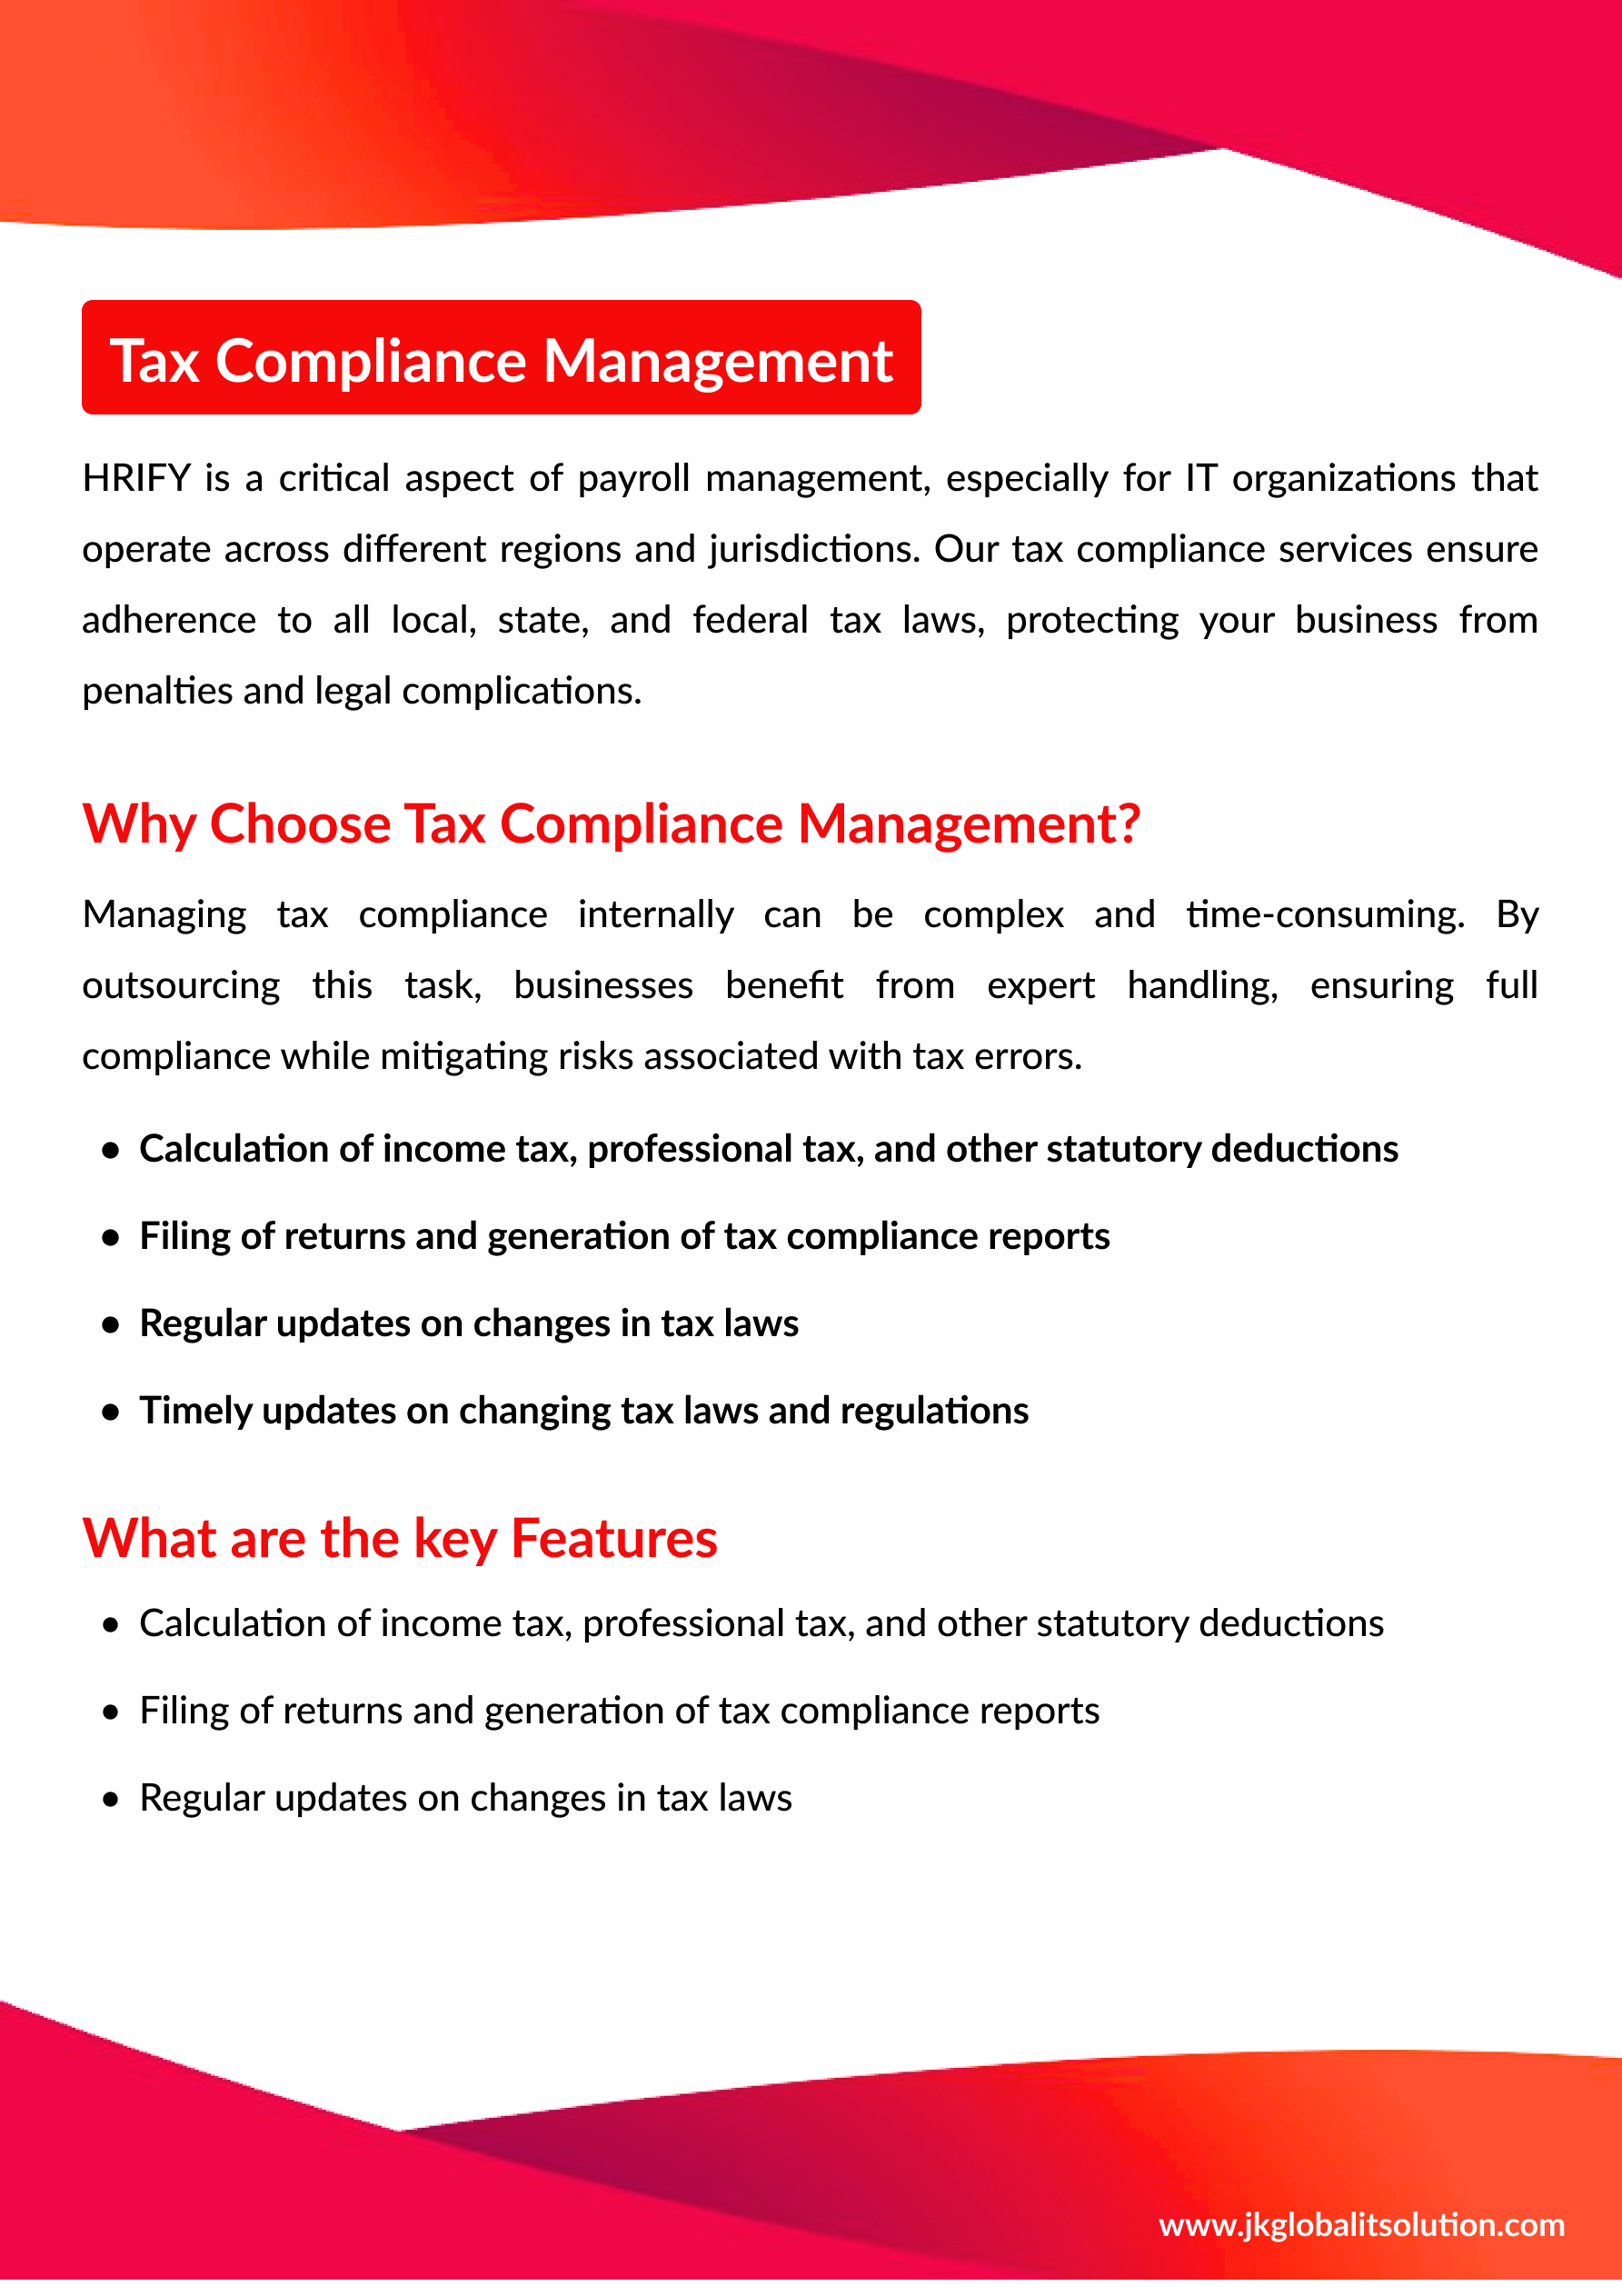 Tax Compliance Management
HRIFY is a critical aspect of payroll management, especially for IT organizations that
operate across different regions and jurisdictions. Our tax compliance services ensure
adherence to all local, state, and federal tax laws, protecting your business from
penalties and legal complications.
Why Choose Tax Compliance Management?
Managing tax compliance internally can be complex and time-consuming. By
outsourcing this task, businesses benefit from expert handling, ensuring full
compliance while mitigating risks associated with tax errors.
● Calculation of income tax, professional tax, and other statutory deductions
● Filing of returns and generation of tax compliance reports
● Regular updates on changes in tax laws
● Timely updates on changing tax laws and regulations
What are the key Features
● Calculation of income tax, professional tax, and other statutory deductions
● Filing of returns and generation of tax compliance reports
● Regular updates on changes in tax laws
www.jkglobalitsolution.com